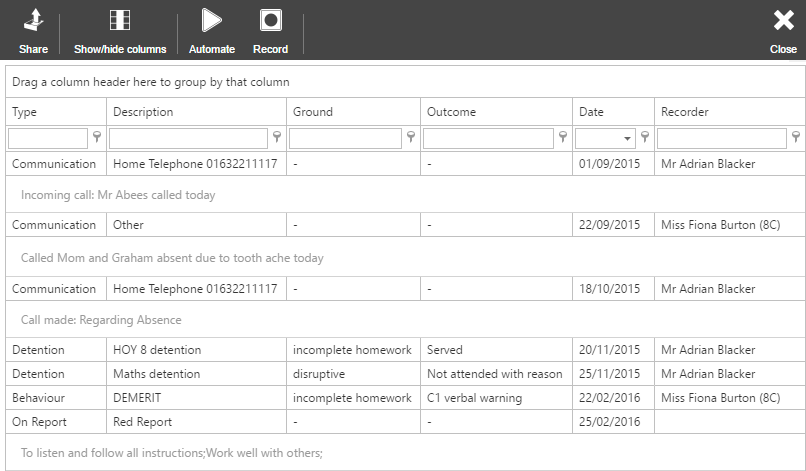 Share Show/hide columns Automate Record Close
Drag a column header here to group by that column
Type Description Ground Outcome Date Recorder
Communication Home Telephone 01632211117 - - 01/09/2015 Mr Adrian Blacker
Incoming call: Mr Abees called today
Communication Other - - 22/09/2015 Miss Fiona Burton (8C)
Called Mom and Graham absent due to tooth ache today
Communication Home Telephone 01632211117 - - 18/10/2015 Mr Adrian Blacker
Call made: Regarding Absence
Detention HOY 8 detention incomplete homework Served 20/11/2015 Mr Adrian Blacker
Detention Maths detention disruptive Not attended with reason 25/11/2015 Mr Adrian Blacker
Behaviour DEMERIT incomplete homework C1 verbal warning 22/02/2016 Miss Fiona Burton (8C)
On Report Red Report - - 25/02/2016
To listen and follow all instructions;Work well with others;